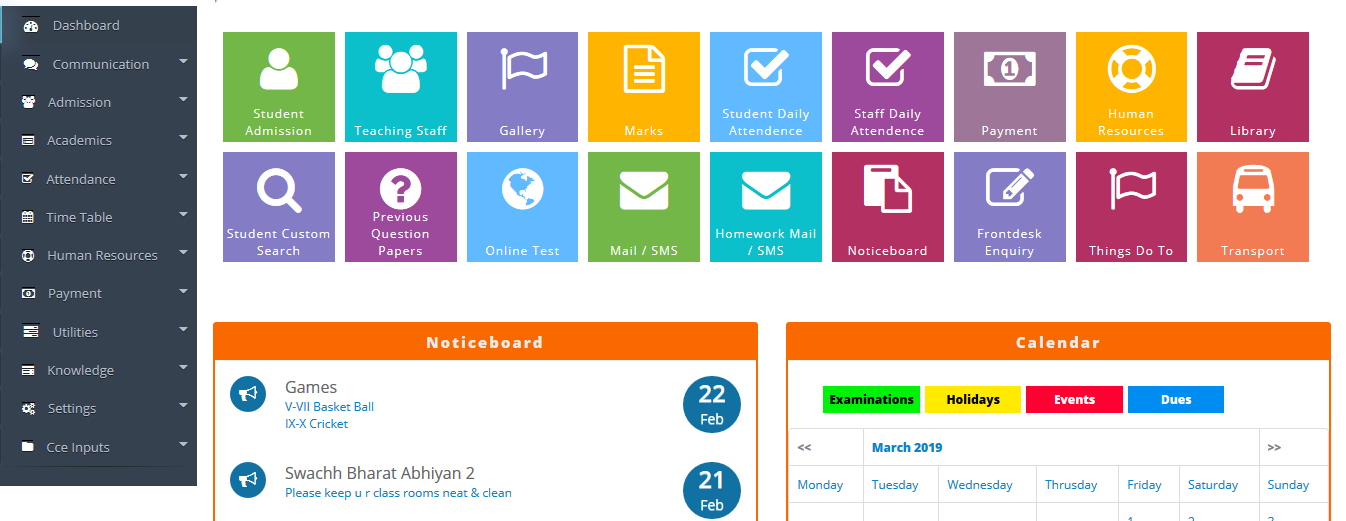 Dashboard
Communication
Admission
Academics
Attendance
Time Table
Human Resources
Payment
Utilities
Knowledge
Settings
Cce Inputs
Student
Admission
Teaching Staff
Gallery
Marks
Student Daily
Attendence
Staff Daily
Attendence
1
Payment
Human
Resources
Library
Student Custom
Search
?
Previous
Question
Papers
Online Test
Mail / SMS
Homework Mail
/ SMS
Noticeboard
Frontdesk
Enquiry
Things Do To
Transport
Noticeboard
Games
V-VII Basket Ball
IX-X Cricket
22
Feb
Swachh Bharat Abhiyan 2
Please keep u r class rooms neat & clean
21
Feb
Calendar
Examinations Holidays Events Dues
<< March 2019 >>
Monday Tuesday Wednesday Thrusday Friday Saturday Sunday
1 2 3